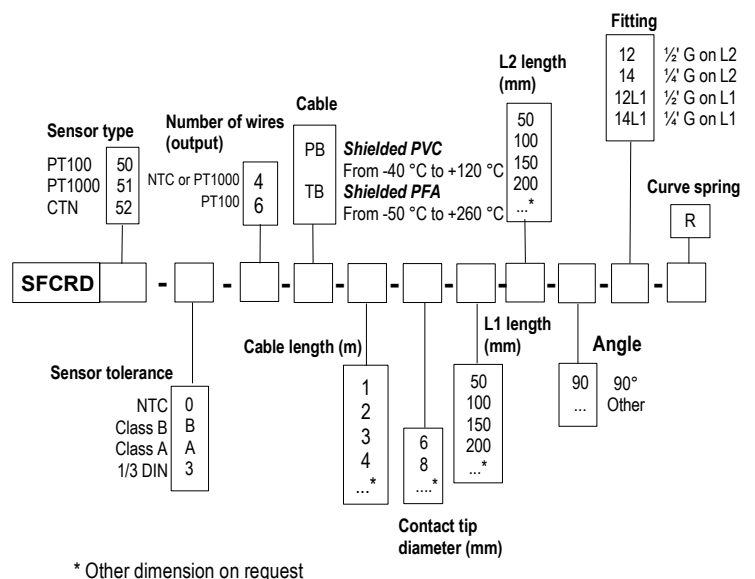 Fitting
12 ½' G on L2
14 ¼' G on L2
12L1 ½' G on L1
14L1 ¼' G on L1
L2 length
(mm)
50
100
150
200
...*
Cable
PB Shielded PVC
From -40 °C to +120 °C
TB Shielded PFA
From -50 °C to +260 °C
Number of wires
(output)
NTC or PT1000 4
PT100 6
Sensor type
PT100 50
PT1000 51
CTN 52
Curve spring
R
SFCRD - - - - - - - - - -
Sensor tolerance
NTC 0
Class B B
Class A A
1/3 DIN 3
Cable length (m)
1
2
3
4
...*
6
8
....*
Contact tip
diameter (mm)
L1 length
(mm)
50
100
150
200
...*
Angle
90 90°
... Other
* Other dimension on request